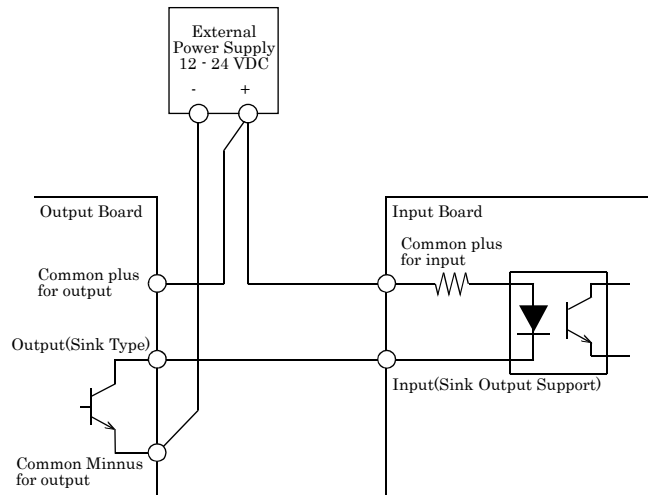 External
Power Supply
12 - 24 VDC
- +
Output Board
Input Board
Common plus
for input
Common plus
for output
Output(Sink Type)
Input(Sink Output Support)
Common Minnus
for output